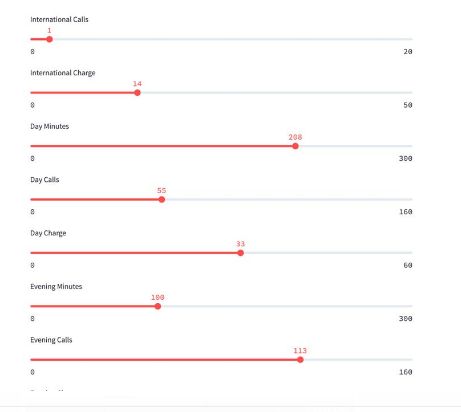 International Calls
1
0 20
International Charge
14
0 50
Day Minutes
208
0 300
Day Calls
55
0 160
Day Charge
33
0 60
Evening Minutes
100
0 300
Evening Calls
113
0 160